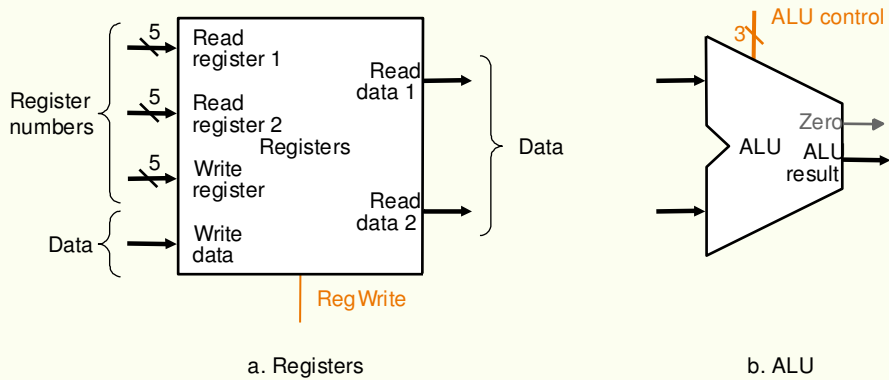 5
Read
register 1
5
Read
register 2
5
Write
register
Write
data
Register
numbers
Data
Registers
Read
data 1
Read
data 2
Data
RegWrite
a. Registers
3
ALU control
Zero
ALU
ALU
result
b. ALU